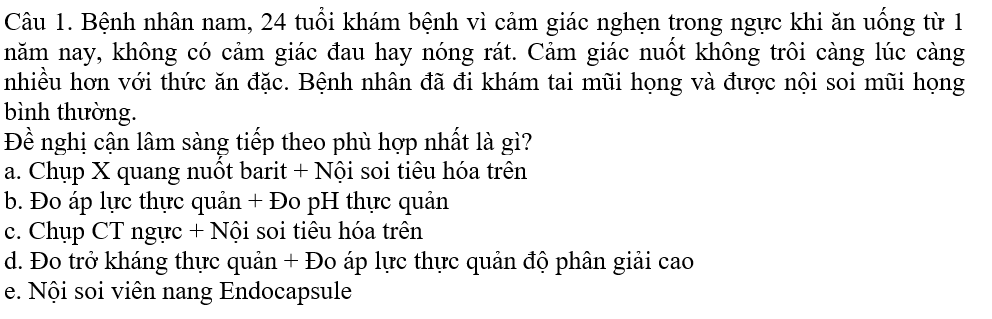 Câu 1. Bệnh nhân nam, 24 tuổi khám bệnh vì cảm giác nghẹn trong ngực khi ăn uống từ 1
năm nay, không có cảm giác đau hay nóng rát. Cảm giác nuốt không trôi càng lúc càng
nhiều hơn với thức ăn đặc. Bệnh nhân đã đi khám tai mũi họng và được nội soi mũi họng
bình thường.
Đề nghị cận lâm sàng tiếp theo phù hợp nhất là gì?
a. Chụp X quang nuốt barit + Nội soi tiêu hóa trên
b. Đo áp lực thực quản + Đo pH thực quản
c. Chụp CT ngực + Nội soi tiêu hóa trên
d. Đo trở kháng thực quản + Đo áp lực thực quản độ phân giải cao
e. Nội soi viên nang Endocapsule